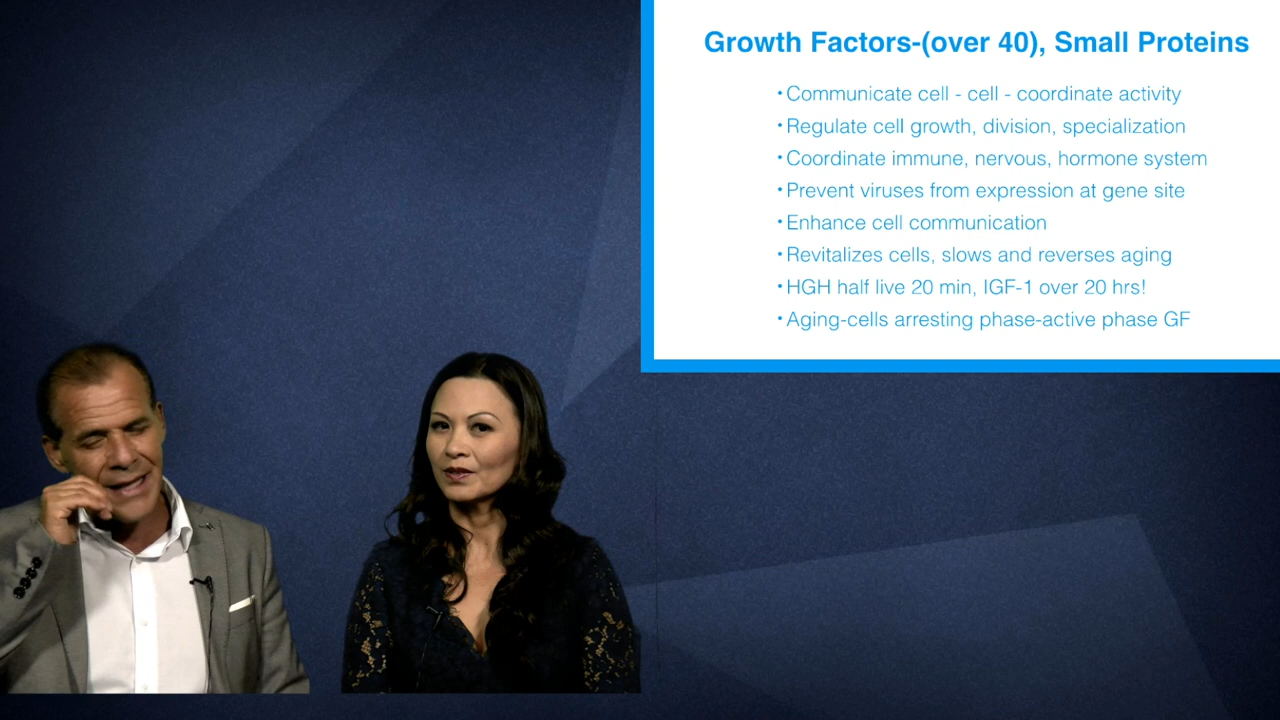 Growth Factors-(over 40), Small Proteins
•Communicate cell - cell - coordinate activity
•Regulate cell growth, division, specialization
•Coordinate immune, nervous, hormone system
•Prevent viruses from expression at gene site
•Enhance cell communication
•Revitalizes cells, slows and reverses aging
•HGH half live 20 min, IGF-1 over 20 hrs!
•Aging-cells arresting phase-active phase GF